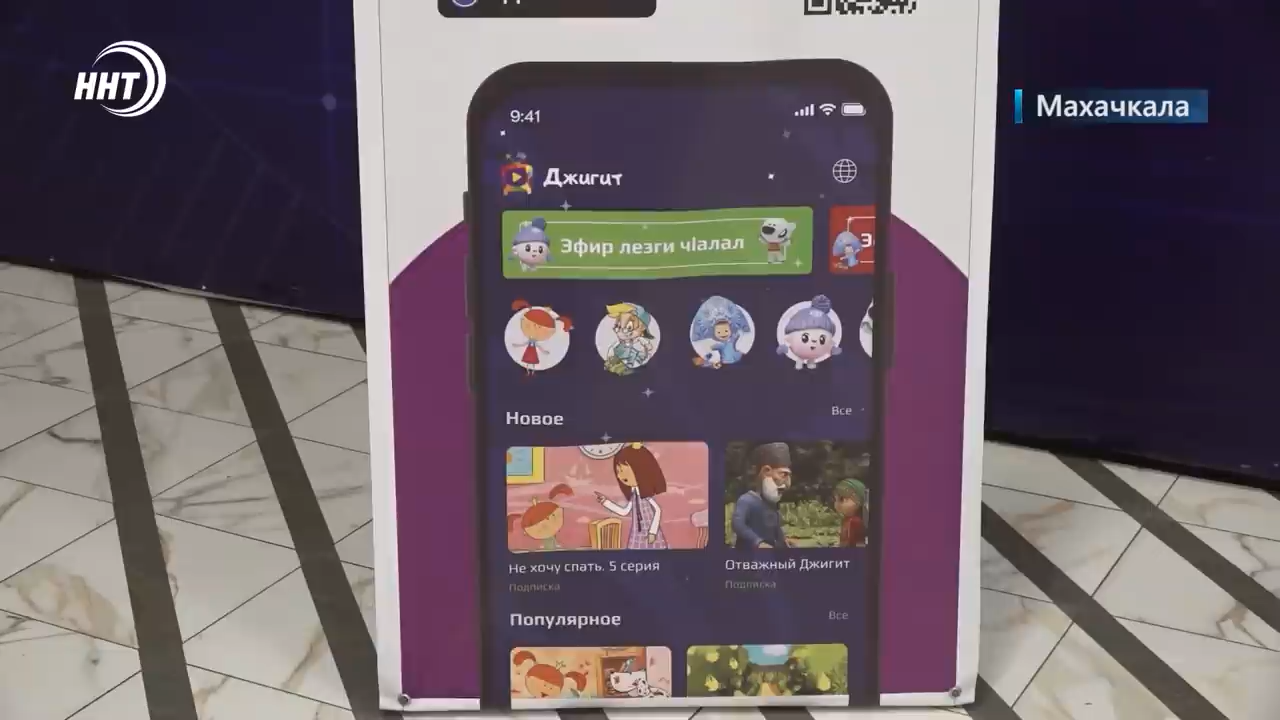 ННТ
Махачкала
9:41
Джигит
Эфир лезги чӏалал
Новое
Все
Не хочу спать. 5 серия
Подписка
Отважный Джигит
Подписка
Популярное
Все